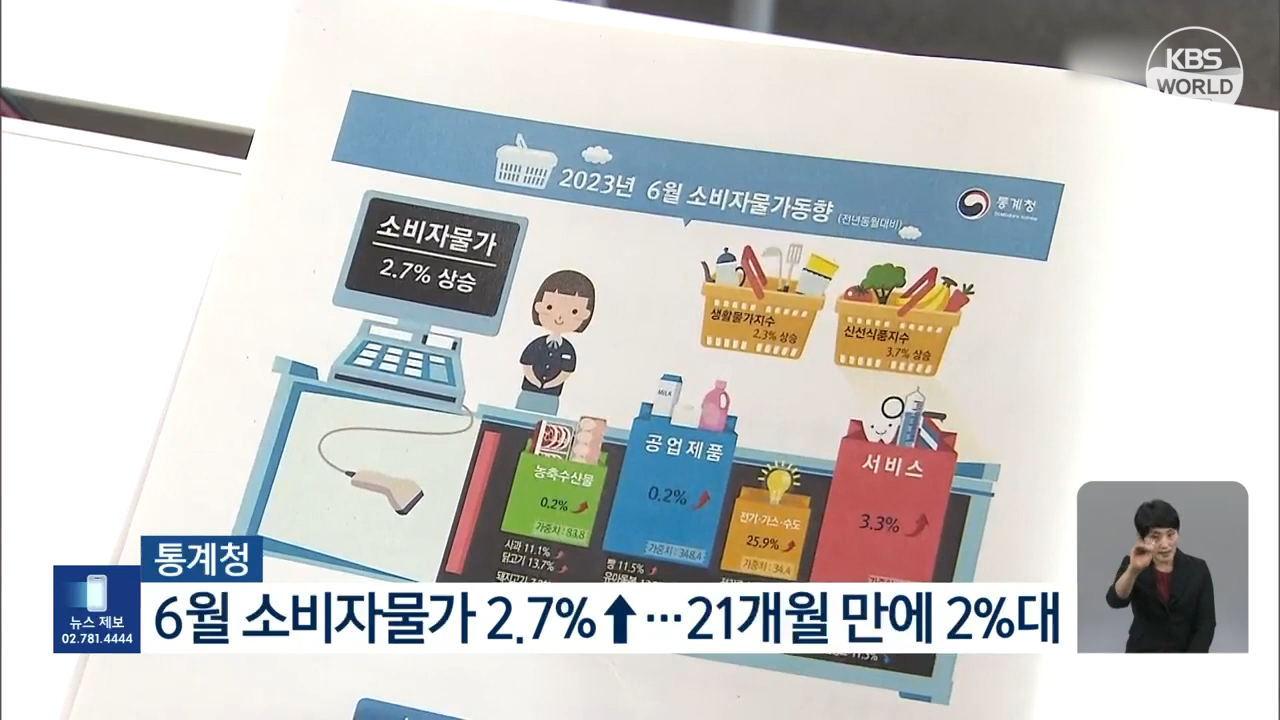 KBS
WORLD
2023년 6월 소비자물가동향 (전년동월대비)
통계청
소비자물가
2.7% 상승
생활물가지수
2.3% 상승
신선식품지수
3.7% 상승
MILK
농축수산물
0.2%
가중치 : 83.8
공업제품
0.2%
가중치 : 348.4
전기·가스·수도
25.9%
가중치 : 34.4
서비스
3.3%
사과 11.1%
닭고기 13.7%
빵 11.5%
통계청
뉴스 제보
02.781.4444
6월 소비자물가 2.7%⬆…21개월 만에 2%대